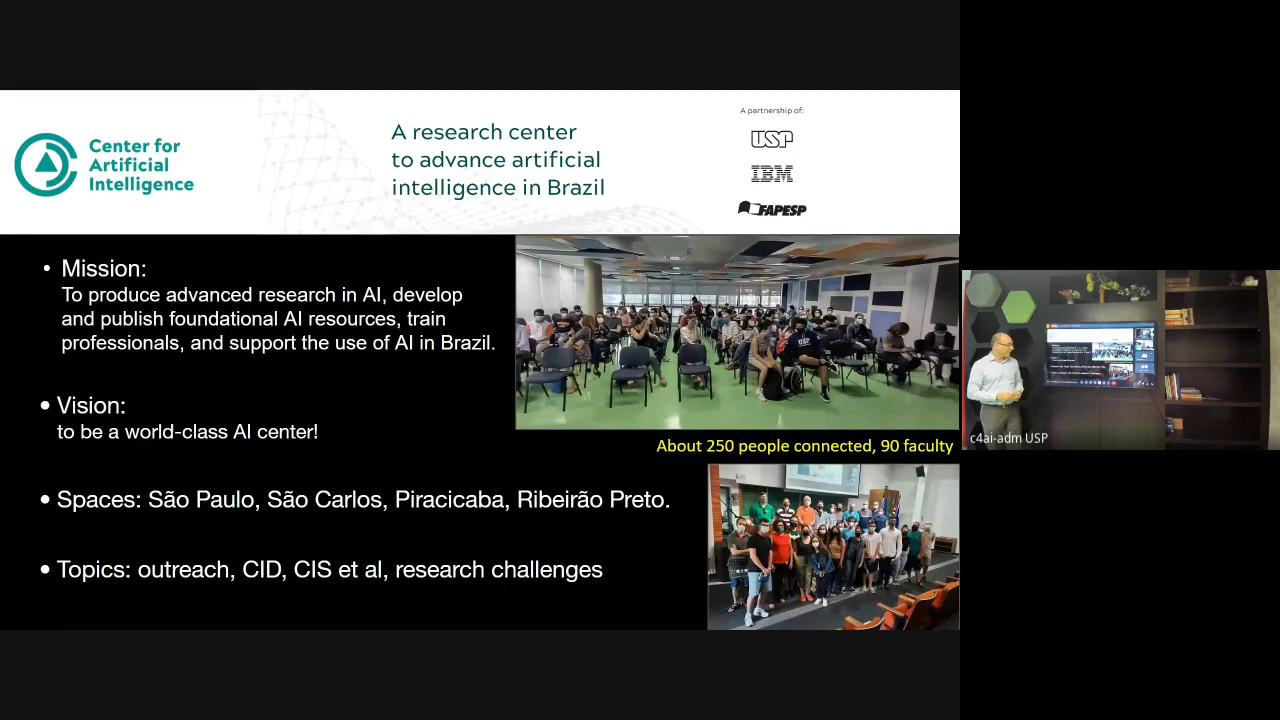 Center for
Artificial
Intelligence
A research center
to advance artificial
intelligence in Brazil
A partnership of:
USP
IBM
FAPESP
• Mission:
To produce advanced research in AI, develop
and publish foundational AI resources, train
professionals, and support the use of AI in Brazil.
• Vision:
to be a world-class AI center!
About 250 people connected, 90 faculty
• Spaces: São Paulo, São Carlos, Piracicaba, Ribeirão Preto.
• Topics: outreach, CID, CIS et al, research challenges
USP
c4ai-adm USP